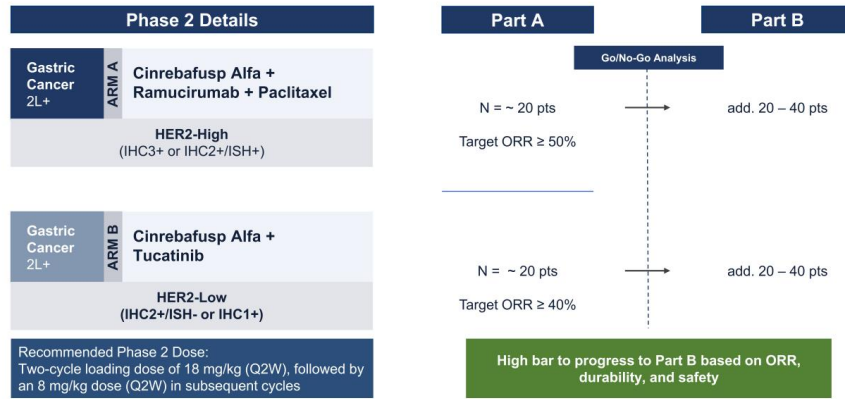 Phase 2 Details
Part A
Part B
Go/No-Go Analysis
Gastric
Cancer
2L+
ARM A
Cinrebafusp Alfa +
Ramucirumab + Paclitaxel
HER2-High
(IHC3+ or IHC2+/ISH+)
N = ~ 20 pts
add. 20 – 40 pts
Target ORR ≥ 50%
Gastric
Cancer
2L+
ARM B
Cinrebafusp Alfa +
Tucatinib
HER2-Low
(IHC2+/ISH- or IHC1+)
N = ~ 20 pts
add. 20 – 40 pts
Target ORR ≥ 40%
Recommended Phase 2 Dose:
Two-cycle loading dose of 18 mg/kg (Q2W), followed by
an 8 mg/kg dose (Q2W) in subsequent cycles
High bar to progress to Part B based on ORR,
durability, and safety